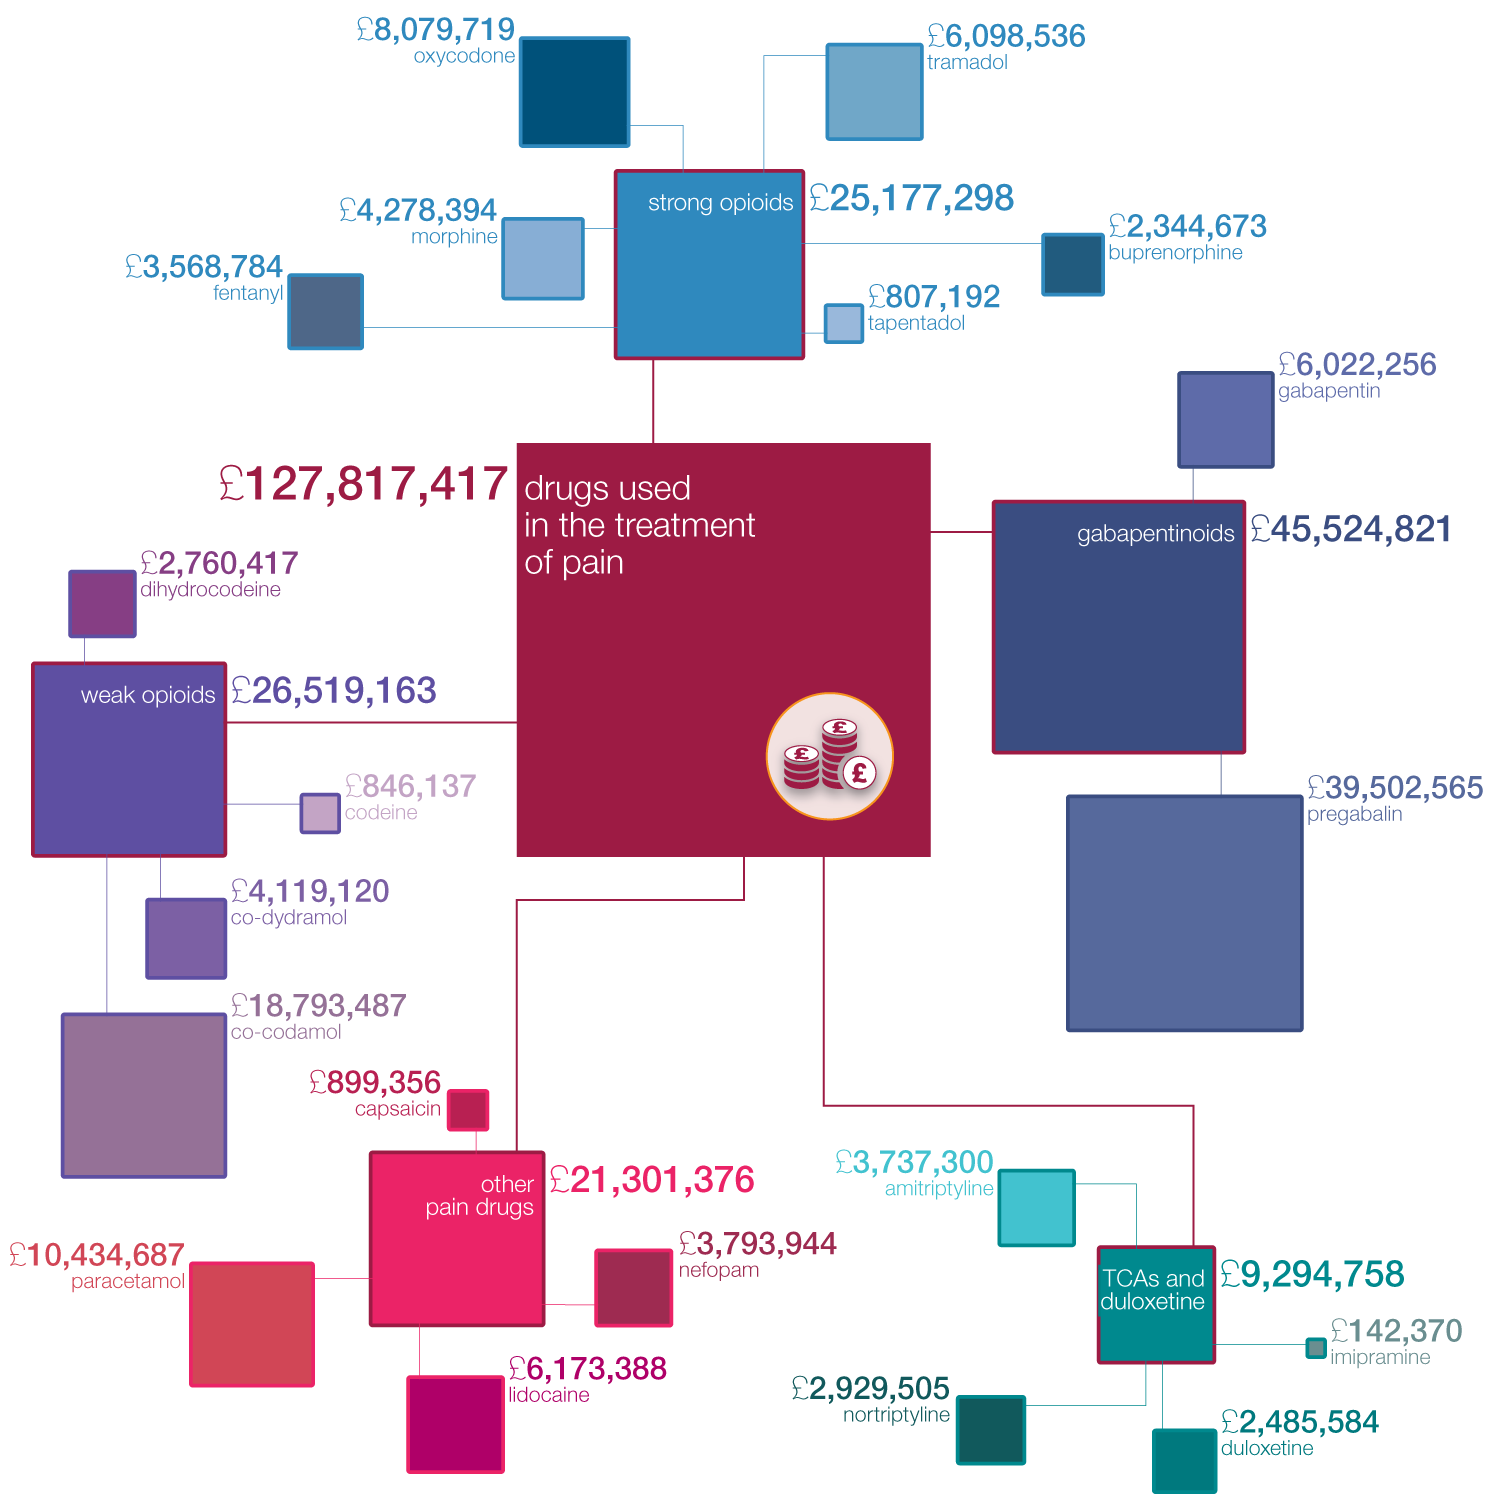 £8,079,719
oxycodone
£6,098,536
tramadol
strong opioids
£25,177,298
£4,278,394
morphine
£2,344,673
buprenorphine
£3,568,784
fentanyl
£807,192
tapentadol
£6,022,256
gabapentin
£127,817,417
drugs used
in the treatment
of pain
gabapentinoids
£45,524,821
£2,760,417
dihydrocodeine
weak opioids
£26,519,163
£
£
£
£846,137
codeine
£39,502,565
pregabalin
£4,119,120
co-dydramol
£18,793,487
co-codamol
£899,356
capsaicin
other
pain drugs
£21,301,376
£3,737,300
amitriptyline
£10,434,687
paracetamol
£3,793,944
nefopam
TCAs and
duloxetine
£9,294,758
£142,370
imipramine
£6,173,388
lidocaine
£2,929,505
nortriptyline
£2,485,584
duloxetine